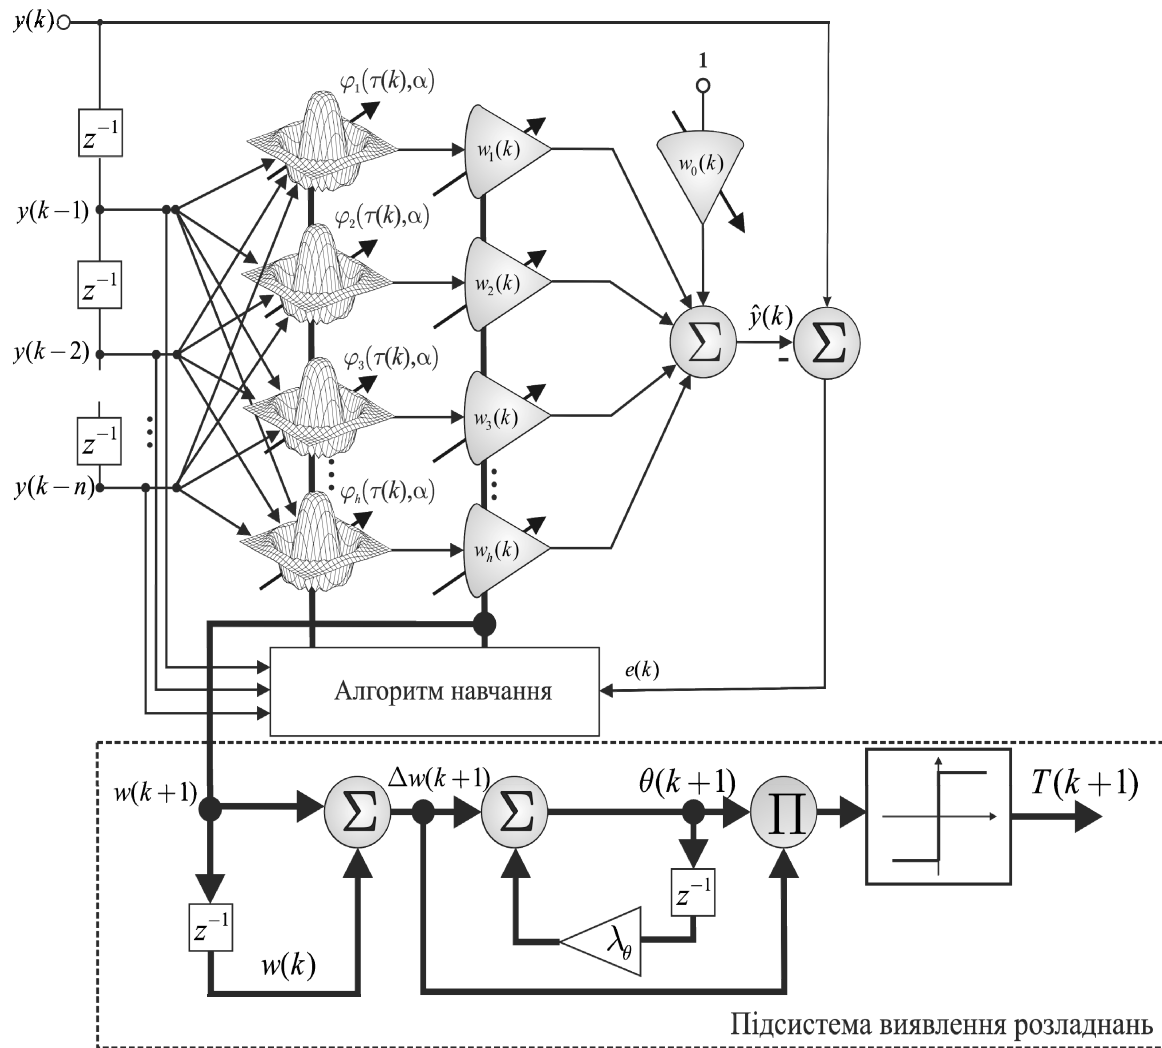 y(k)
1
φ₁(τ(k),α)
z⁻¹
w₁(k)
w₀(k)
y(k−1)
φ₂(τ(k),α)
z⁻¹
w₂(k)
ŷ(k)
Σ
-
Σ
y(k−2)
φ₃(τ(k),α)
z⁻¹
w₃(k)
y(k−n)
φₕ(τ(k),α)
wₕ(k)
Алгоритм навчання
e(k)
w(k+1)
Δw(k+1)
θ(k+1)
T(k+1)
Σ
Σ
Π
z⁻¹
z⁻¹
λ_θ
w(k)
Підсистема виявлення розладнань